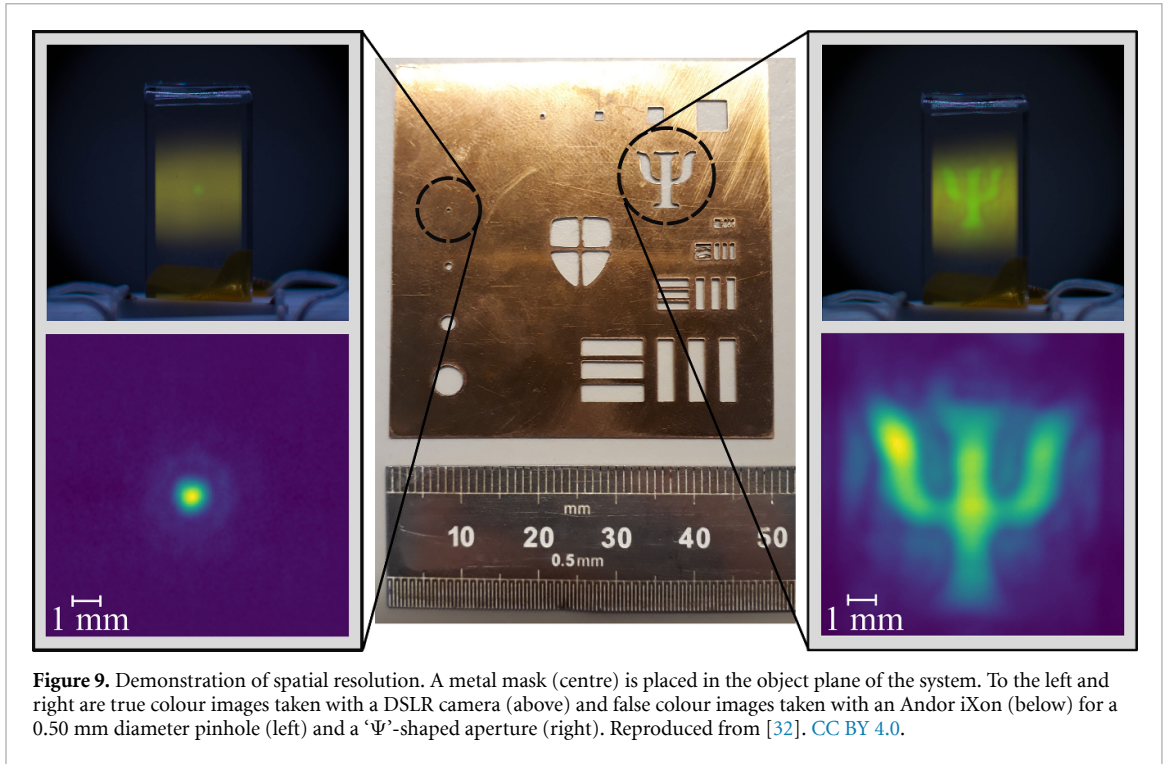 1 mm
mm
10 20 30 40 50
0.5mm
1 mm
Figure 9. Demonstration of spatial resolution. A metal mask (centre) is placed in the object plane of the system. To the left and
right are true colour images taken with a DSLR camera (above) and false colour images taken with an Andor iXon (below) for a
0.50 mm diameter pinhole (left) and a ‘Ψ’-shaped aperture (right). Reproduced from [32]. CC BY 4.0.